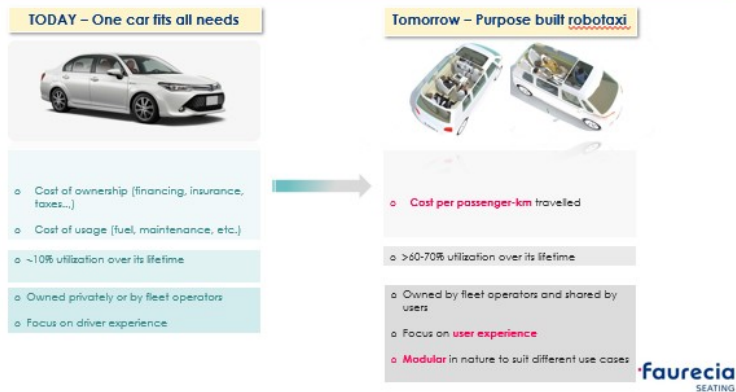 TODAY – One car fits all needs
o Cost of ownership (financing, insurance,
taxes..,)
o Cost of usage (fuel, maintenance, etc.)
o ~10% utilization over its lifetime
o Owned privately or by fleet operators
o Focus on driver experience
Tomorrow – Purpose built robotaxi
o Cost per passenger-km travelled
o >60-70% utilization over its lifetime
o Owned by fleet operators and shared by
users
o Focus on user experience
o Modular in nature to suit different use cases
faurecia
SEATING